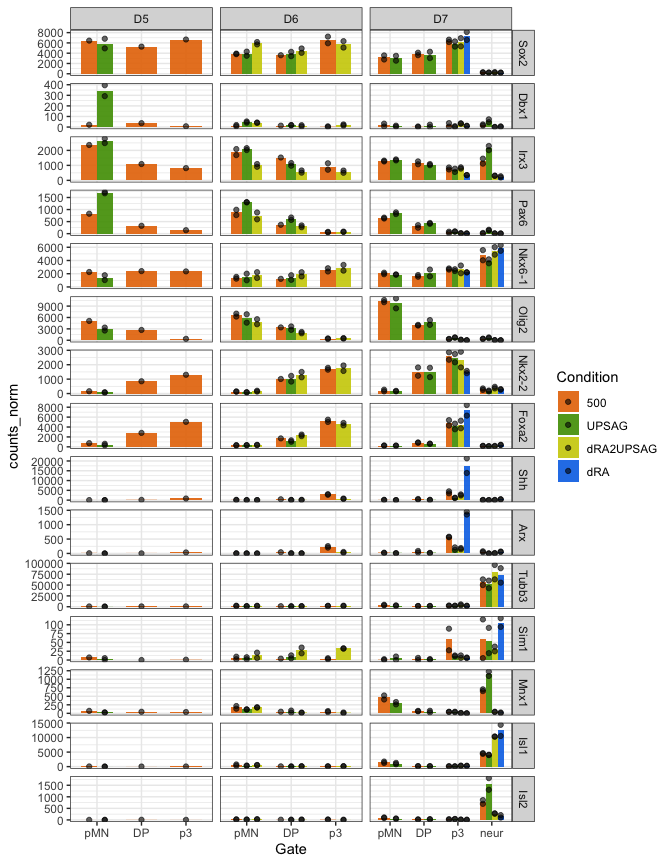 D5 D6 D7
8000
6000
4000
2000
0
Sox2
400
300
200
100
0
Dbx1
2000
1000
0
Irx3
1500
1000
500
0
Pax6
6000
4000
2000
0
Nkx6-1
9000
6000
3000
0
Olig2
3000
2000
1000
0
Nkx2-2
8000
6000
4000
2000
0
Foxa2
20000
15000
10000
5000
0
Shh
1500
1000
500
0
Arx
100000
75000
50000
25000
0
Tubb3
100
75
50
25
0
Sim1
1250
1000
750
500
250
0
Mnx1
15000
10000
5000
0
Isl1
1500
1000
500
0
Isl2
pMN DP p3 pMN DP p3 pMN DP p3 neur
Gate
counts_norm
Condition
500
UPSAG
dRA2UPSAG
dRA